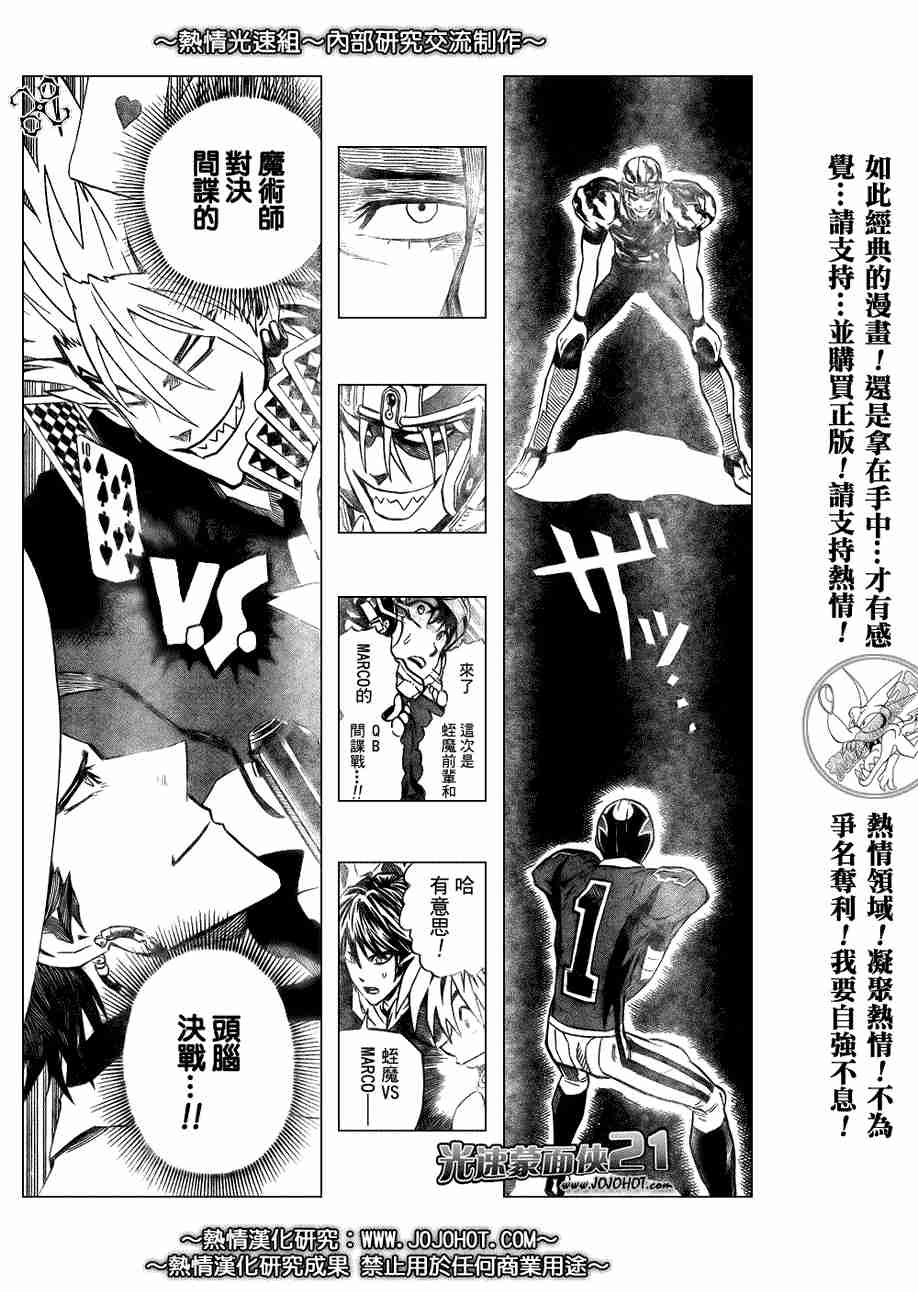 ～熱情光速組～內部研究交流制作～
如此經典的漫畫！還是拿在手中…才有感
覺…請支持…並購買正版！請支持熱情！
熱情領域！凝聚熱情！不為
爭名奪利！我要自強不息！
ザッ
來了
這次是
蛭魔前輩和
MARCO的
QB
間諜戰…!!
哈
有意思！
蛭魔VS
MARCO——
魔術師
對決
間諜的
10
V.S.
頭腦
決戰…!!
1
光速蒙面俠21
www.JOJOHOT.com
～熱情漢化研究：WWW.JOJOHOT.COM～
～熱情漢化研究成果 禁止用於任何商業用途～